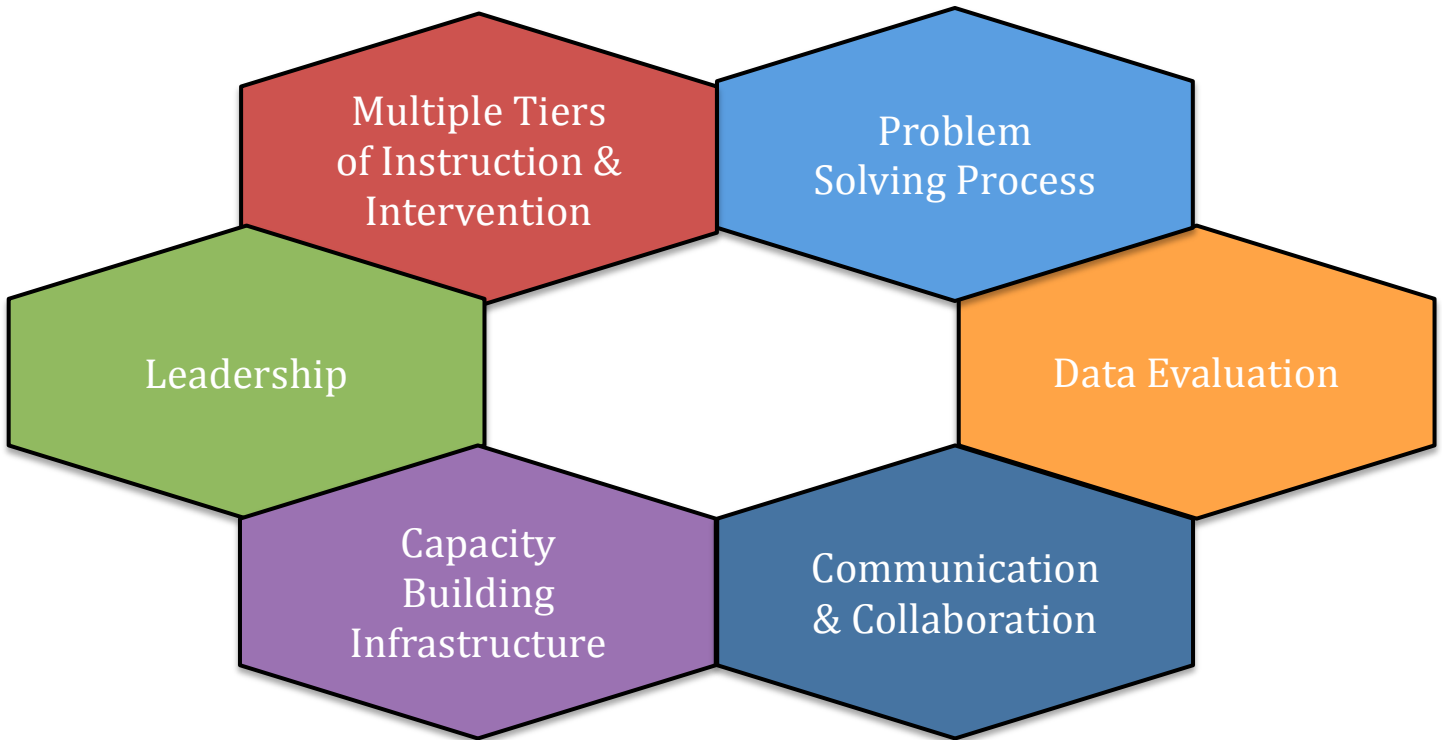 Multiple Tiers
of Instruction &
Intervention
Problem
Solving Process
Leadership
Data Evaluation
Capacity
Building
Infrastructure
Communication
& Collaboration